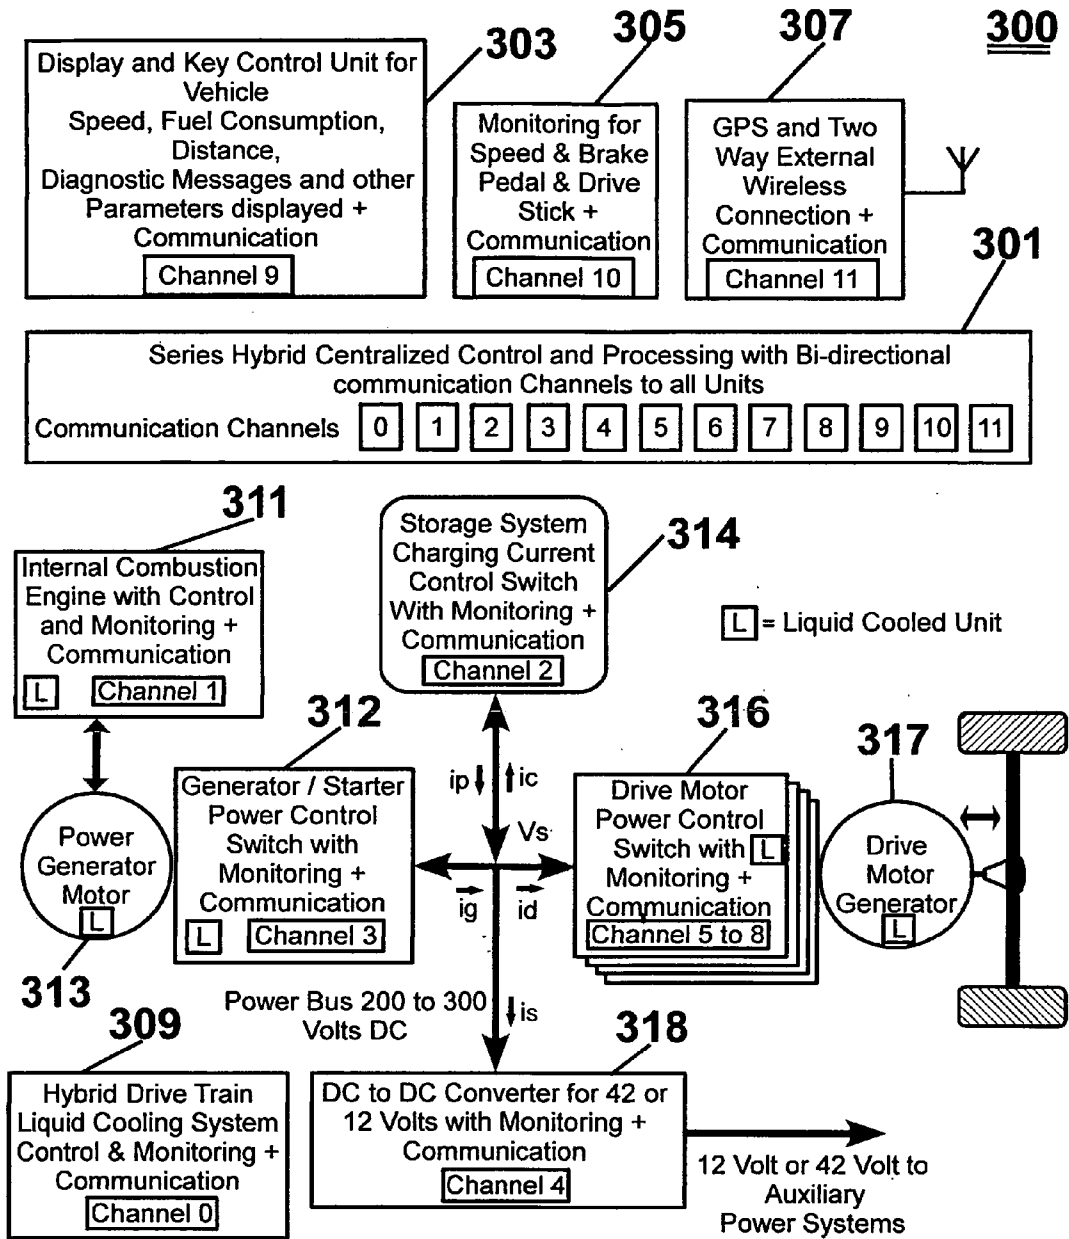 303
305
307
300
Display and Key Control Unit for
Vehicle
Speed, Fuel Consumption,
Distance,
Diagnostic Messages and other
Parameters displayed +
Communication
Channel 9
Monitoring for
Speed & Brake
Pedal & Drive
Stick +
Communication
Channel 10
GPS and Two
Way External
Wireless
Connection +
Communication
Channel 11
301
Series Hybrid Centralized Control and Processing with Bi-directional
communication Channels to all Units
Communication Channels 0 1 2 3 4 5 6 7 8 9 10 11
311
Internal Combustion
Engine with Control
and Monitoring +
Communication
L Channel 1
Storage System
Charging Current
Control Switch
With Monitoring +
Communication
Channel 2
314
L = Liquid Cooled Unit
312
316
317
Power
Generator
Motor
L
313
Generator / Starter
Power Control
Switch with
Monitoring +
Communication
L Channel 3
ip ic
Vs
ig id
Drive Motor
Power Control
Switch with L
Monitoring +
Communication
Channel 5 to 8
Drive
Motor
Generator
L
Power Bus 200 to 300
Volts DC
is
309
318
Hybrid Drive Train
Liquid Cooling System
Control & Monitoring +
Communication
Channel 0
DC to DC Converter for 42 or
12 Volts with Monitoring +
Communication
Channel 4
12 Volt or 42 Volt to
Auxiliary
Power Systems